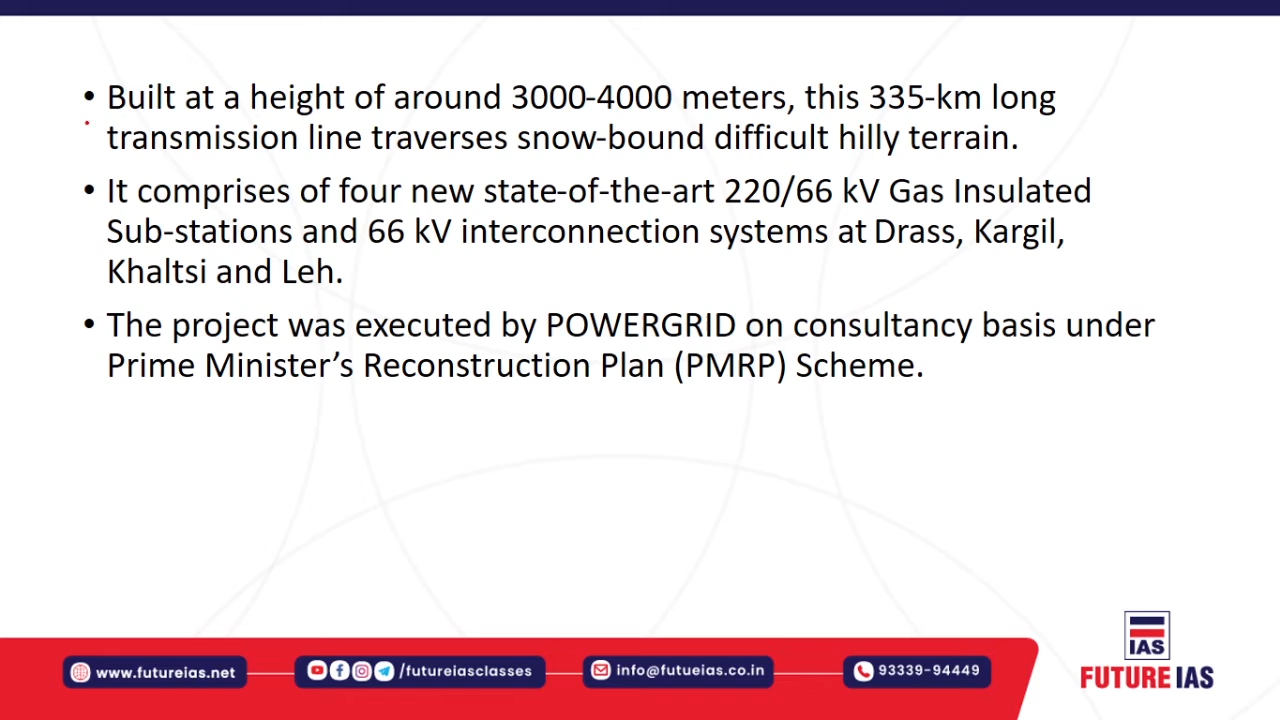 • Built at a height of around 3000-4000 meters, this 335-km long
transmission line traverses snow-bound difficult hilly terrain.
• It comprises of four new state-of-the-art 220/66 kV Gas Insulated
Sub-stations and 66 kV interconnection systems at Drass, Kargil,
Khaltsi and Leh.
• The project was executed by POWERGRID on consultancy basis under
Prime Minister’s Reconstruction Plan (PMRP) Scheme.
www.futureias.net
/futureiasclasses
info@futueias.co.in
93339-94449
IAS
FUTURE IAS